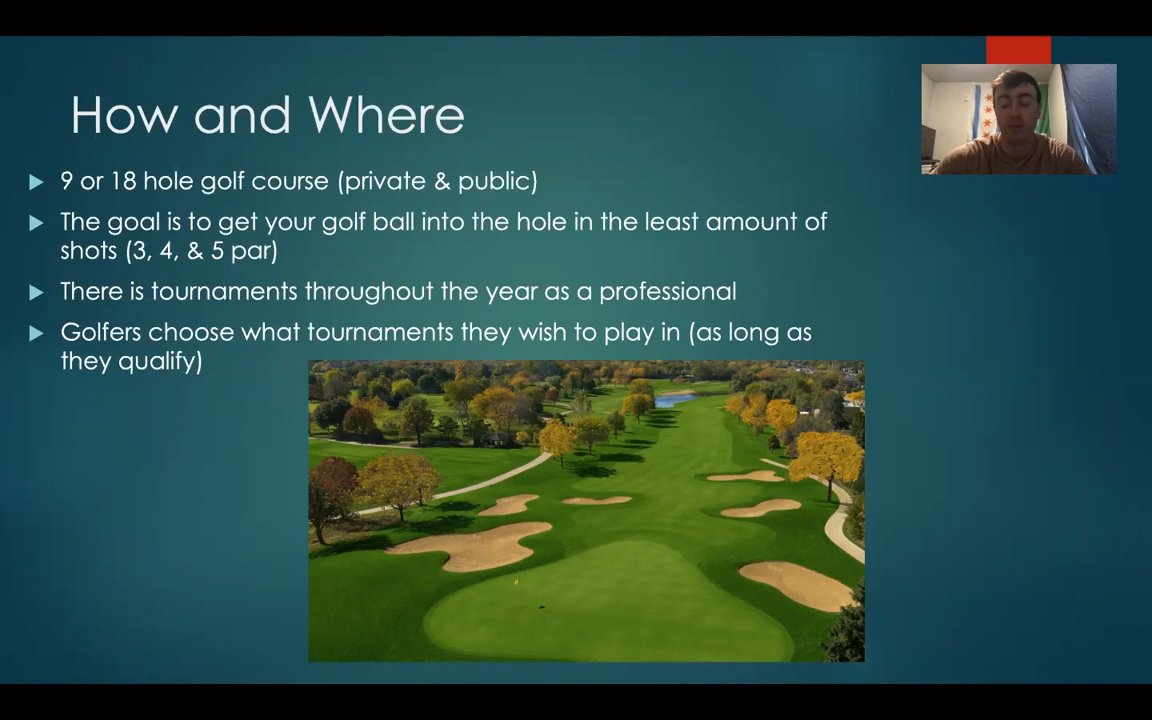 How and Where
9 or 18 hole golf course (private & public)
The goal is to get your golf ball into the hole in the least amount of
shots (3, 4, & 5 par)
There is tournaments throughout the year as a professional
Golfers choose what tournaments they wish to play in (as long as
they qualify)